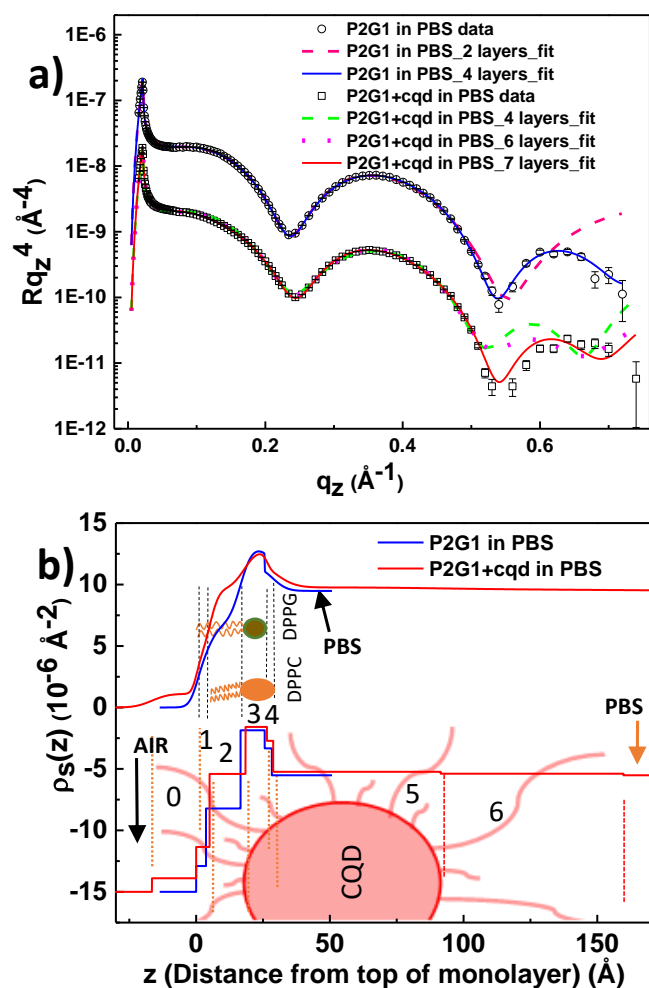 a)
1E-6
1E-7
1E-8
1E-9
1E-10
1E-11
1E-12
Rq_z^4 (Å^-4)
P2G1 in PBS data
P2G1 in PBS_2 layers_fit
P2G1 in PBS_4 layers_fit
P2G1+cqd in PBS data
P2G1+cqd in PBS_4 layers_fit
P2G1+cqd in PBS_6 layers_fit
P2G1+cqd in PBS_7 layers_fit
0.0 0.2 0.4 0.6
q_z (Å^-1)
b)
15
10
5
0
-5
-10
-15
ρ_s(z) (10^-6 Å^-2)
P2G1 in PBS
P2G1+cqd in PBS
DPPG
DPPC
PBS
PBS
AIR
0
1
2
3
4
5
6
CQD
0 50 100 150
z (Distance from top of monolayer) (Å)